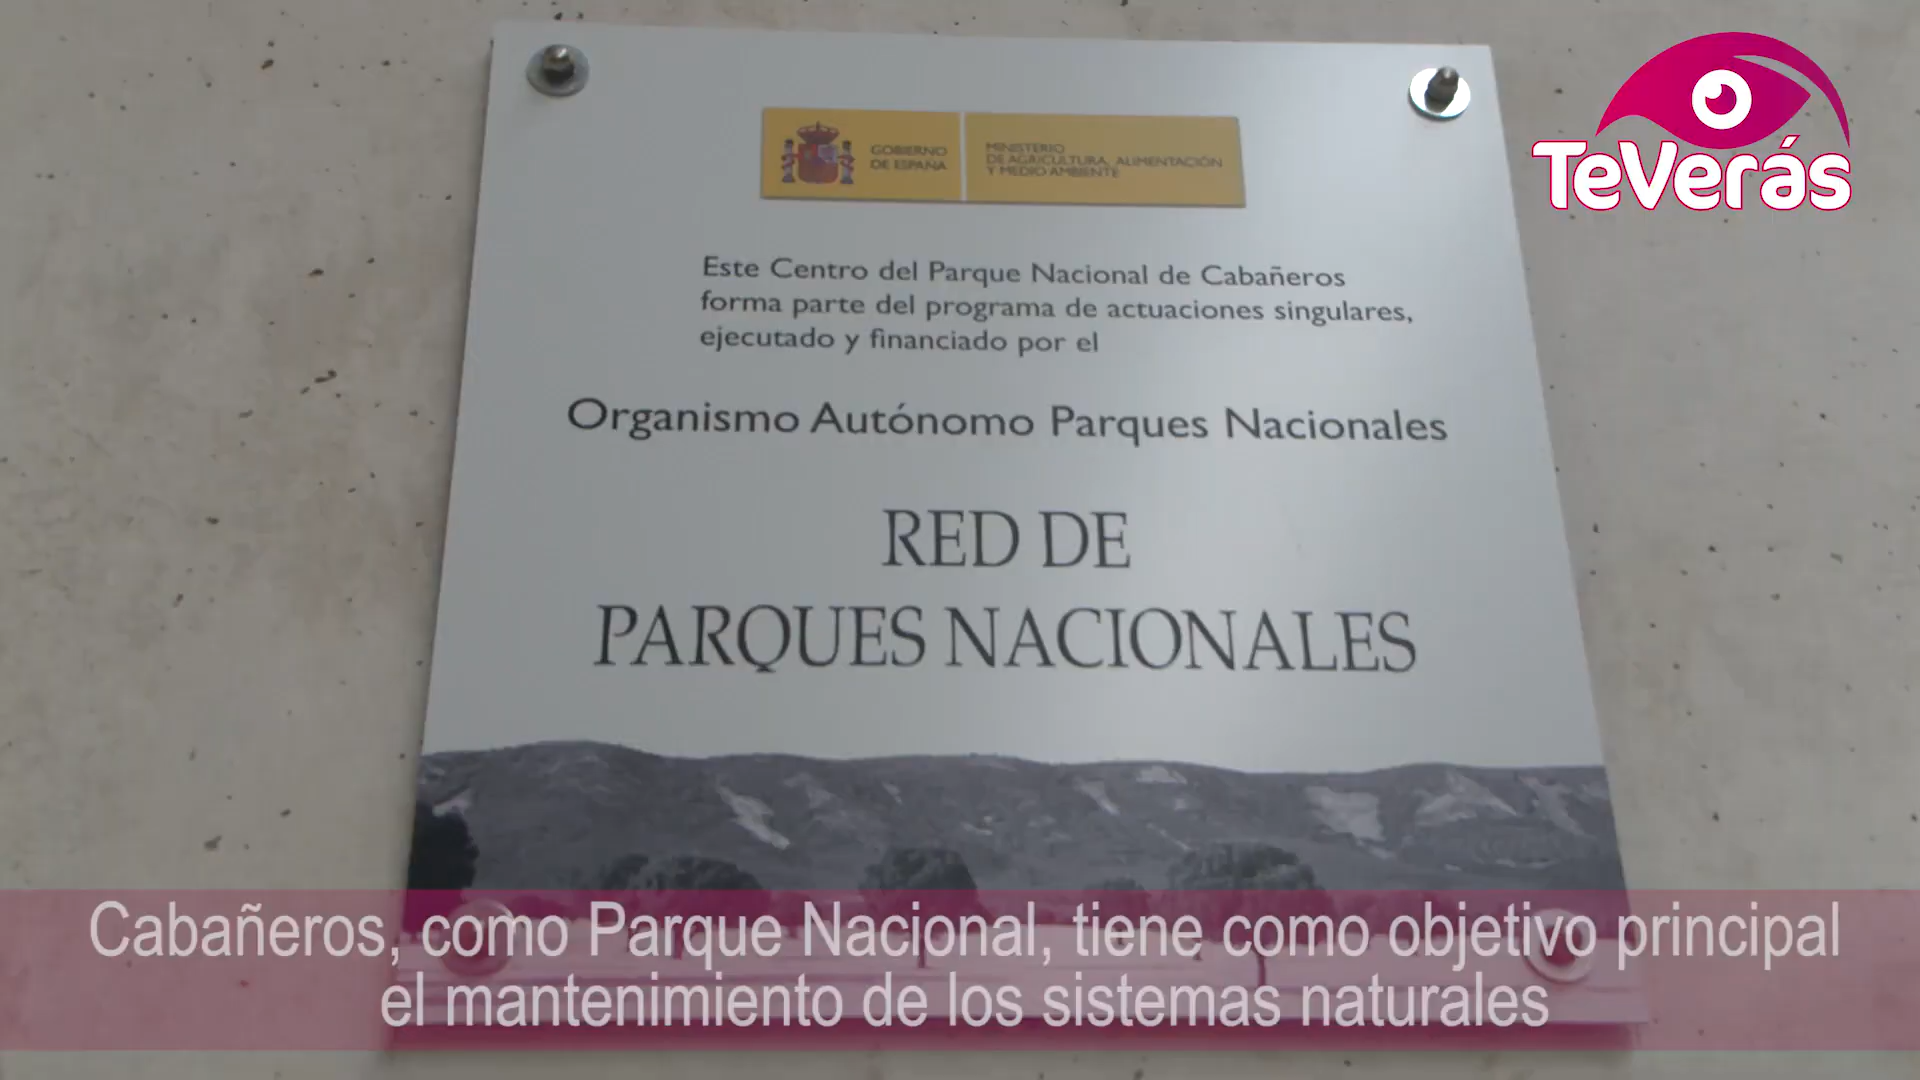 TeVerás
GOBIERNO
DE ESPAÑA
MINISTERIO
DE AGRICULTURA, ALIMENTACIÓN
Y MEDIO AMBIENTE
Este Centro del Parque Nacional de Cabañeros
forma parte del programa de actuaciones singulares,
ejecutado y financiado por el
Organismo Autónomo Parques Nacionales
RED DE
PARQUES NACIONALES
Cabañeros, como Parque Nacional, tiene como objetivo principal
el mantenimiento de los sistemas naturales